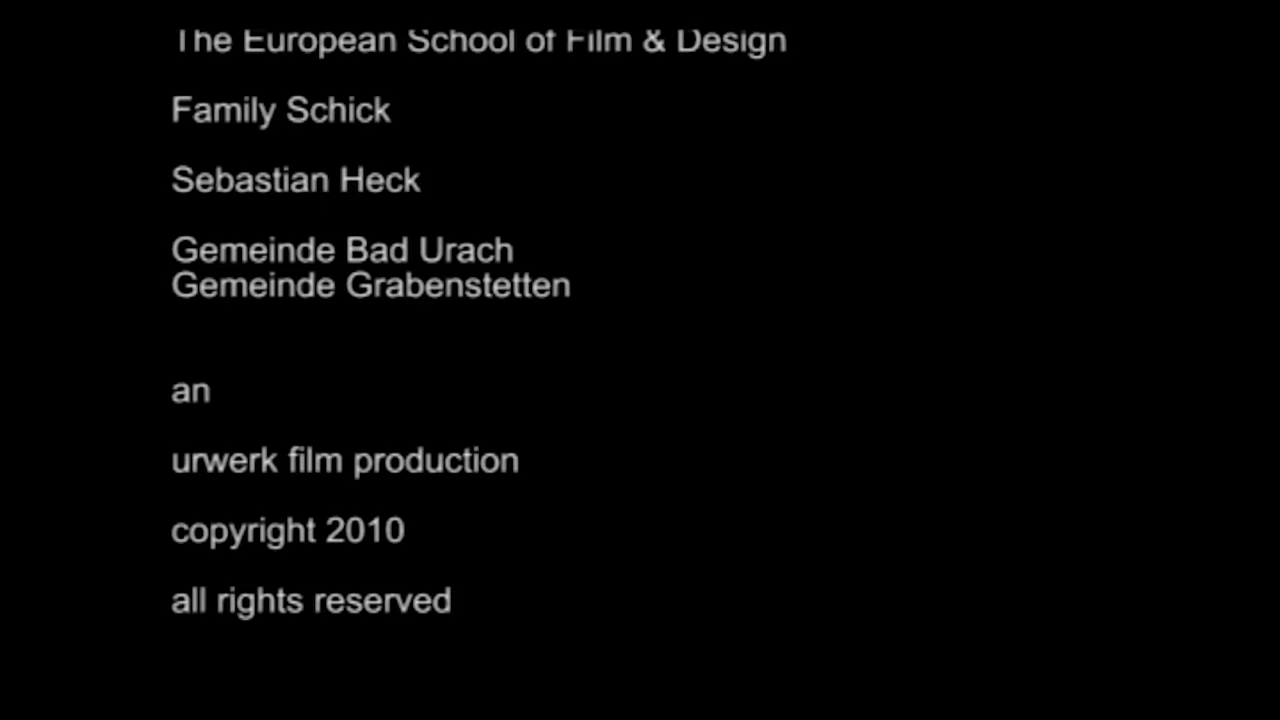 The European School of Film & Design
Family Schick
Sebastian Heck
Gemeinde Bad Urach
Gemeinde Grabenstetten
an
urwerk film production
copyright 2010
all rights reserved